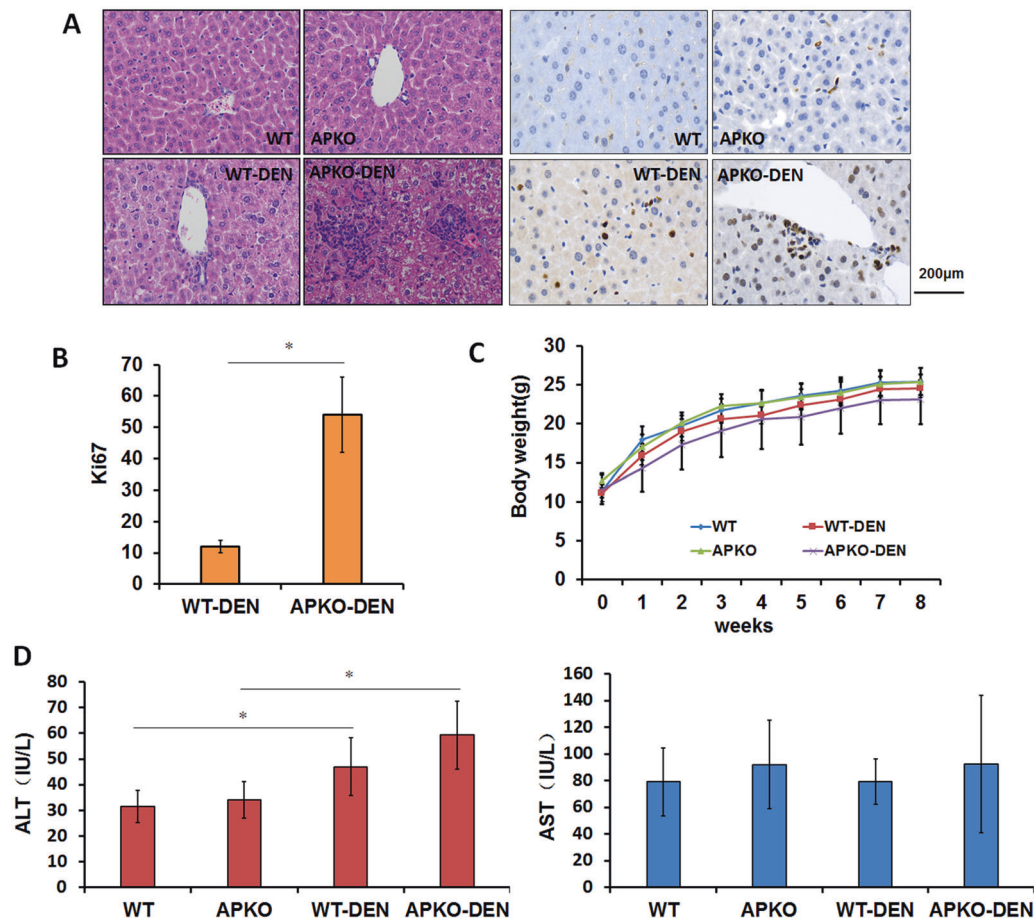 A
WT
APKO
WT
APKO
WT-DEN
APKO-DEN
WT-DEN
APKO-DEN
200μm
B
*
Ki67
70
60
50
40
30
20
10
0
WT-DEN
APKO-DEN
C
Body weight(g)
30
25
20
15
10
5
0
WT
WT-DEN
APKO
APKO-DEN
0 1 2 3 4 5 6 7 8
weeks
D
*
*
ALT（IU/L)
80
70
60
50
40
30
20
10
0
WT APKO WT-DEN APKO-DEN
AST（IU/L)
160
140
120
100
80
60
40
20
0
WT APKO WT-DEN APKO-DEN